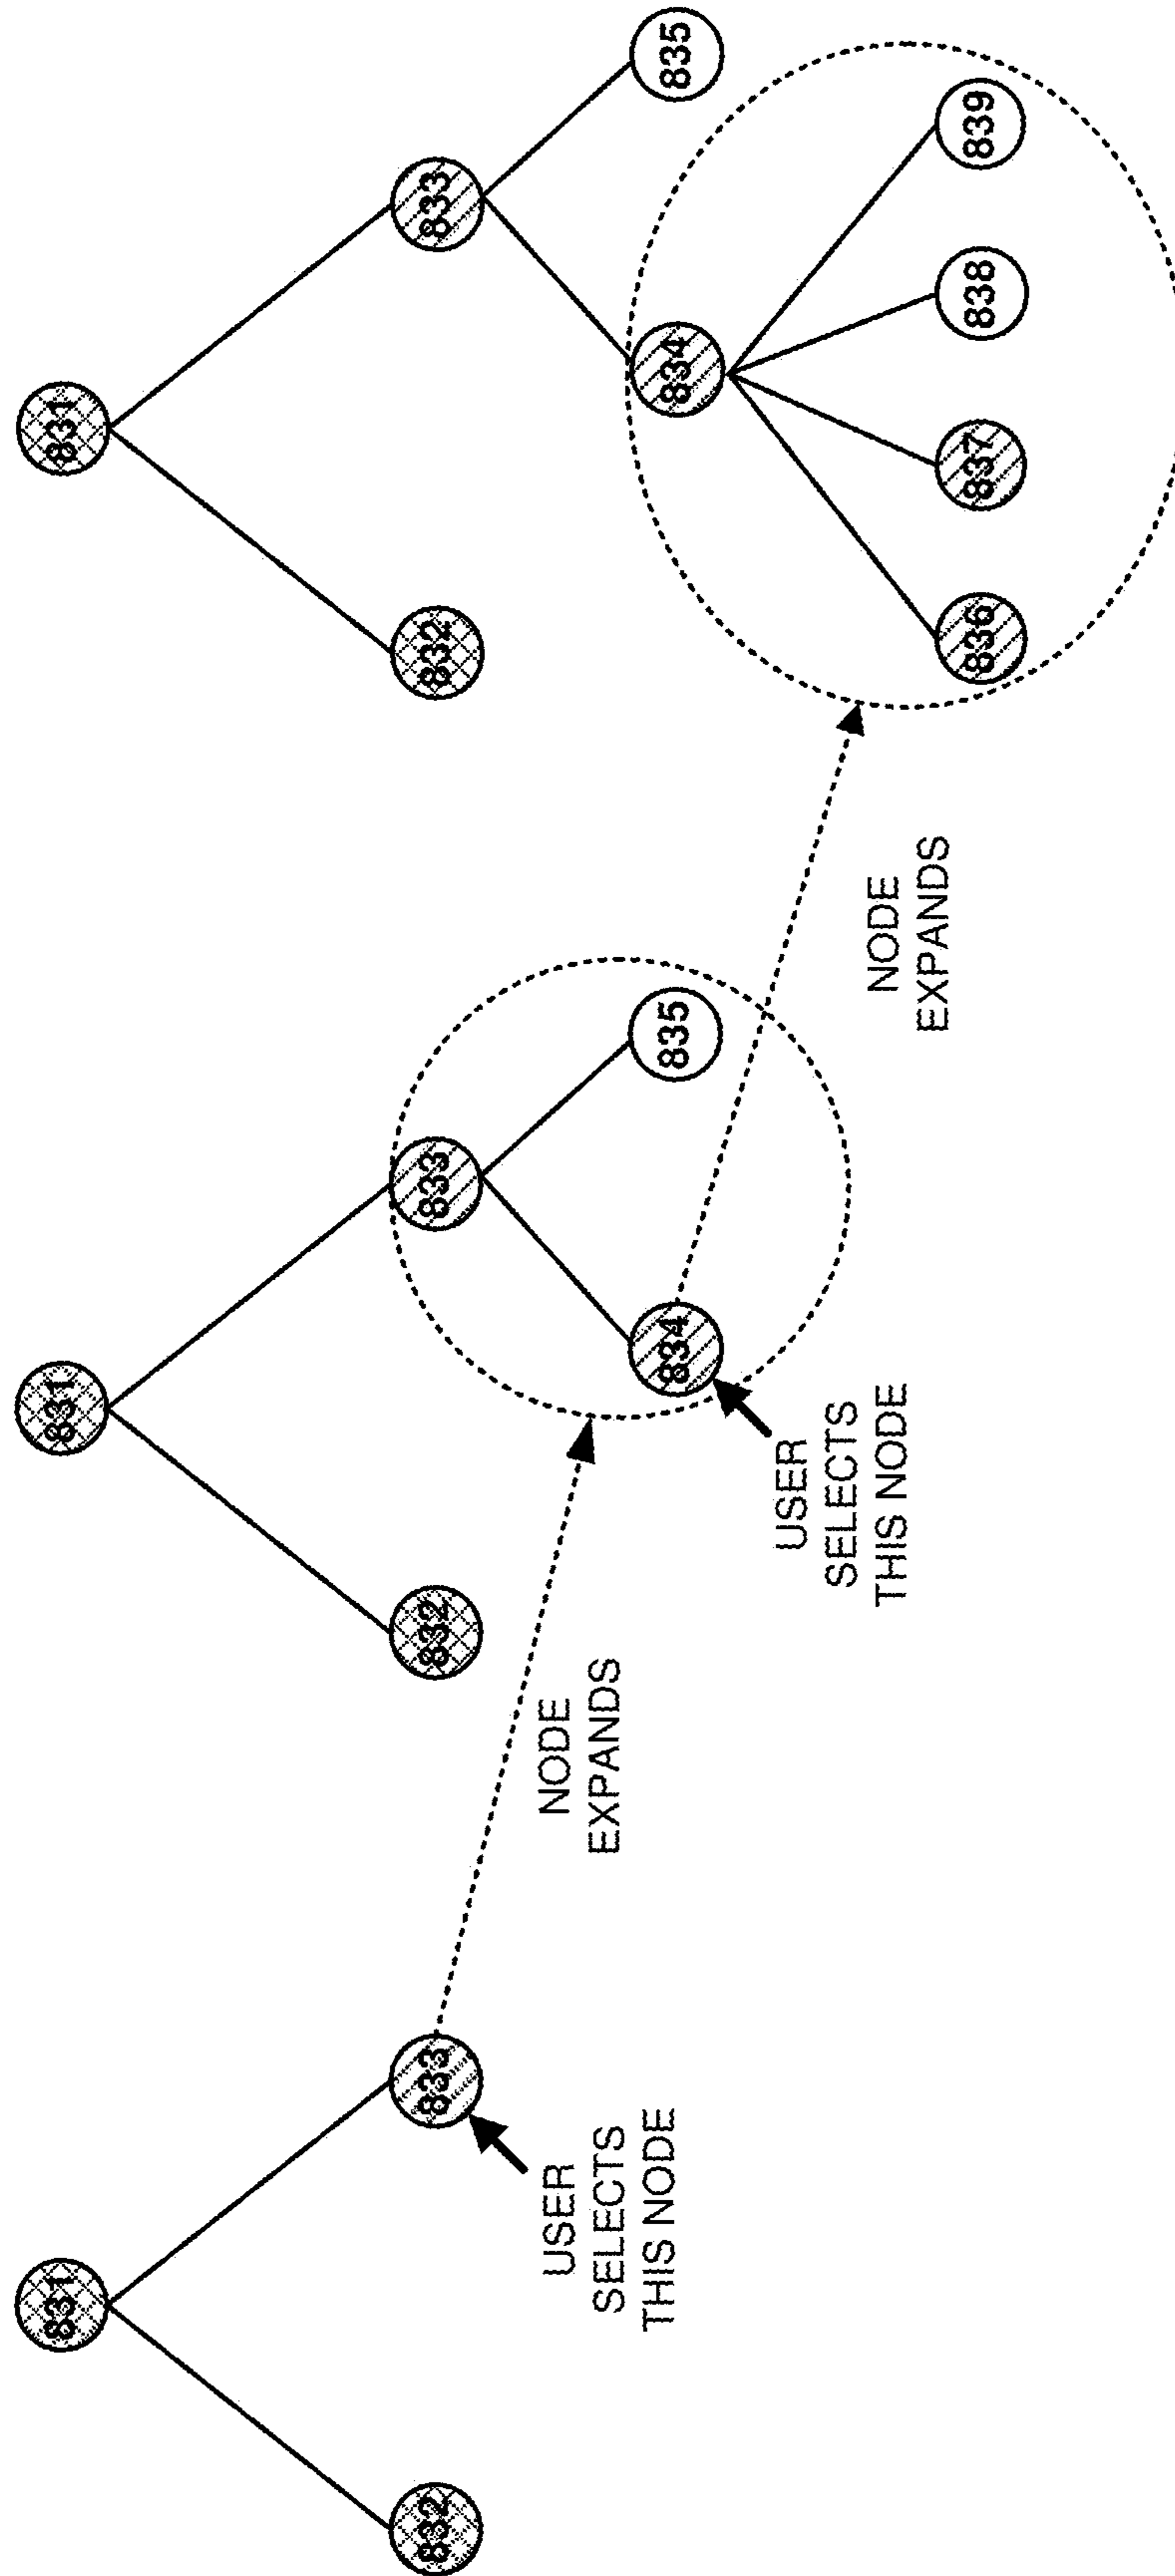 831
832
833
USER
SELECTS
THIS NODE
NODE
EXPANDS
831
832
833
834
835
USER
SELECTS
THIS NODE
NODE
EXPANDS
831
832
833
834
835
836
837
838
839